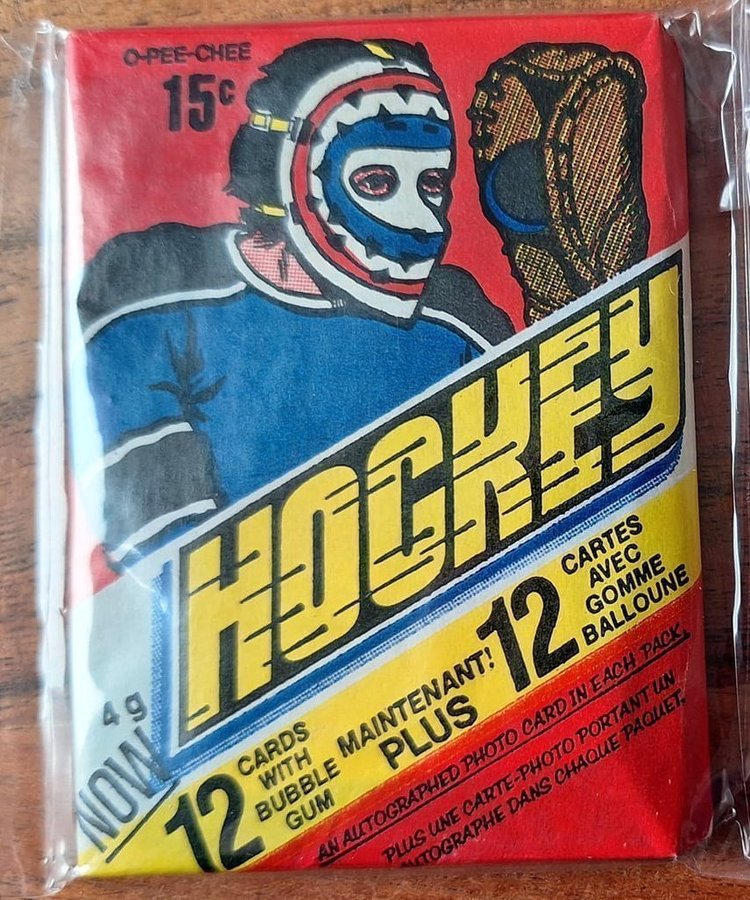 O-PEE-CHEE
15¢
HOCKEY
4 g
NOW
12 CARDS
WITH
BUBBLE
GUM
MAINTENANT!
PLUS
12 CARTES
AVEC
GOMME
BALLOUNE
AN AUTOGRAPHED PHOTO CARD IN EACH PACK.
PLUS UNE CARTE-PHOTO PORTANT UN
AUTOGRAPHE DANS CHAQUE PAQUET.